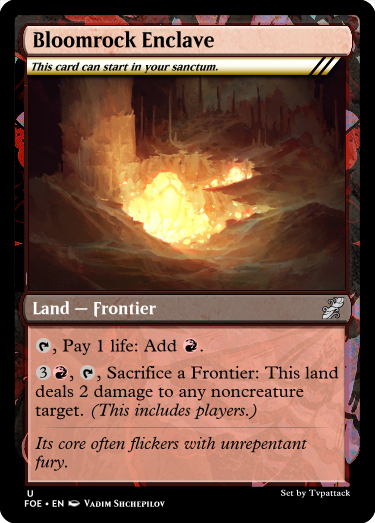 Bloomrock Enclave
This card can start in your sanctum.
Land — Frontier
, Pay 1 life: Add .
3 , , Sacrifice a Frontier: This land
deals 2 damage to any noncreature
target. (This includes players.)
Its core often flickers with unrepentant
fury.
U
Set by Tvpattack
FOE • EN Vadim Shchepilov